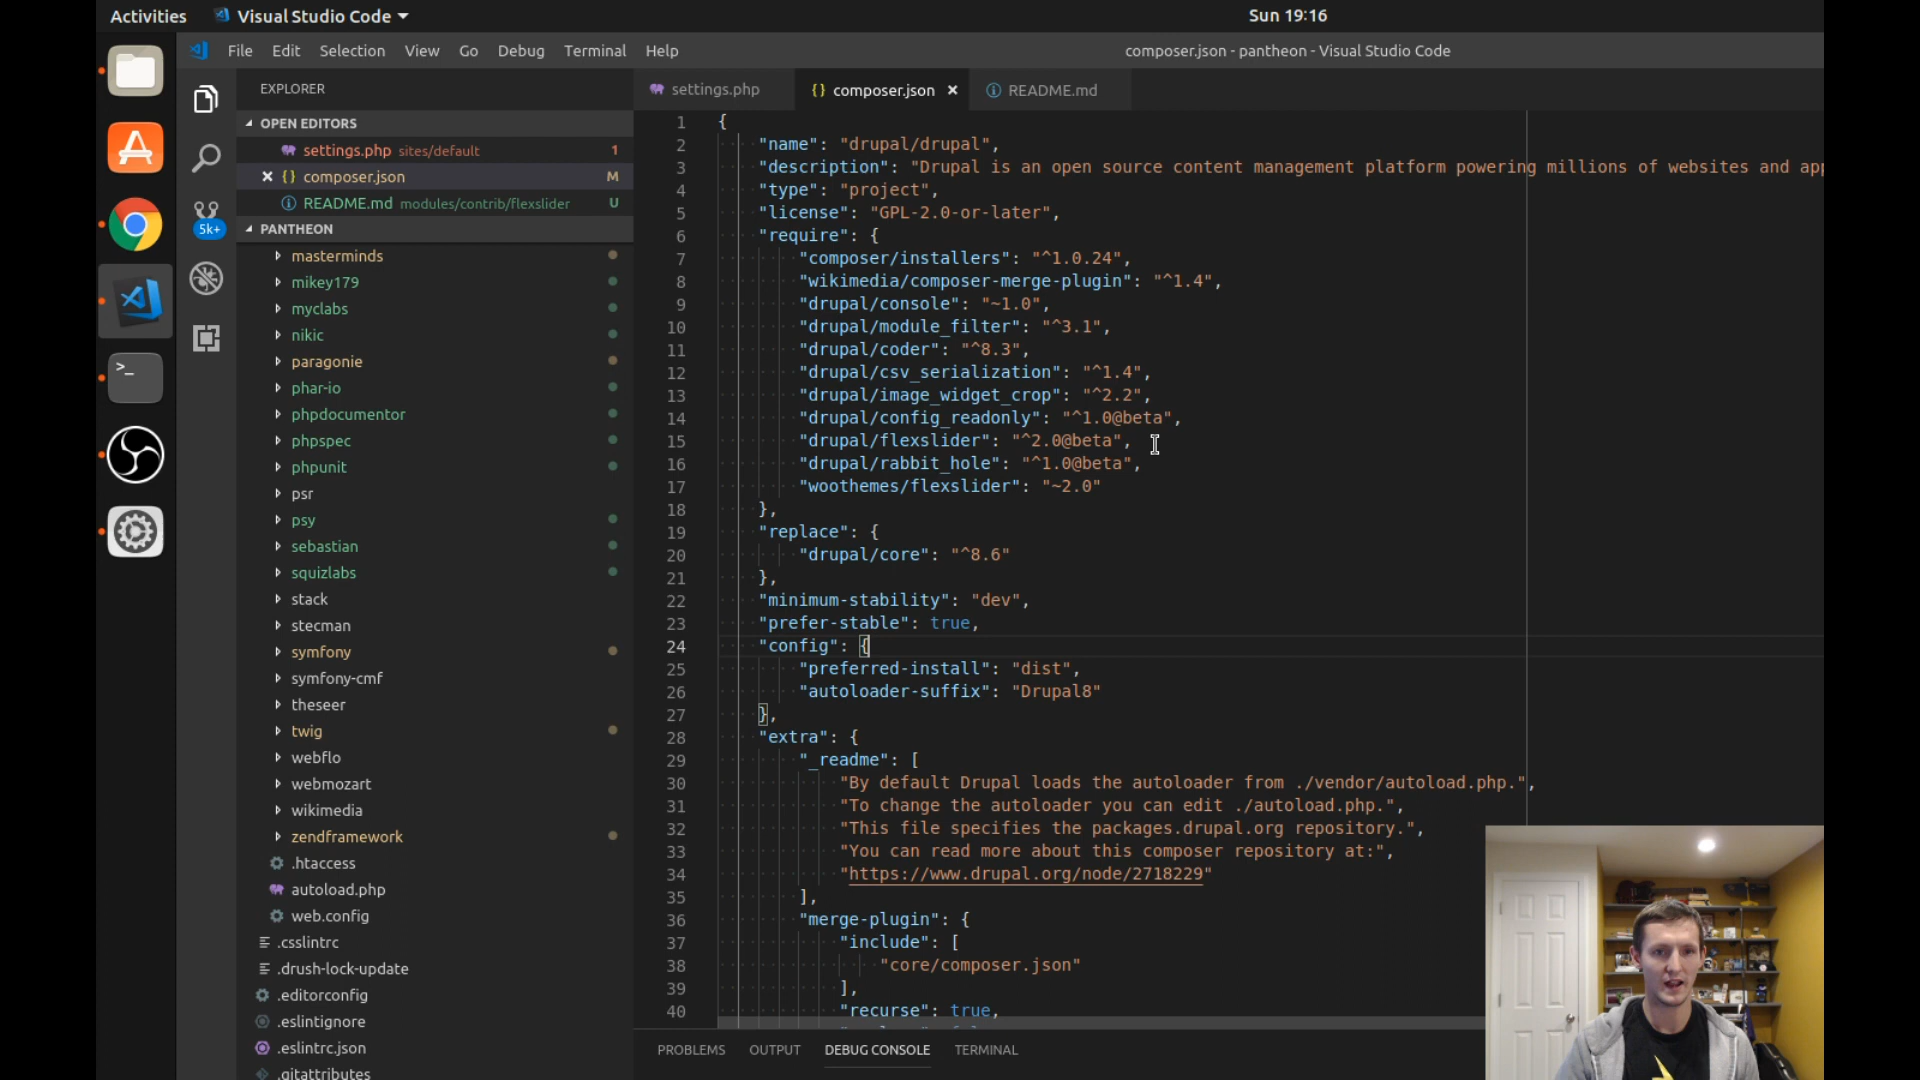 Activities Visual Studio Code Sun 19:16
File Edit Selection View Go Debug Terminal Help composer.json - pantheon - Visual Studio Code
EXPLORER
OPEN EDITORS
settings.php sites/default 1
composer.json M
README.md modules/contrib/flexslider U
5k+
PANTHEON
masterminds
mikey179
myclabs
nikic
paragonie
phar-io
phpdocumentor
phpspec
phpunit
psr
psy
sebastian
squizlabs
stack
stecman
symfony
symfony-cmf
theseer
twig
webflo
webmozart
wikimedia
zendframework
.htaccess
autoload.php
web.config
.csslintrc
.drush-lock-update
.editorconfig
.eslintignore
.eslintrc.json
.gitattributes
settings.php composer.json README.md
1 {
2 "name": "drupal/drupal",
3 "description": "Drupal is an open source content management platform powering millions of websites and app
4 "type": "project",
5 "license": "GPL-2.0-or-later",
6 "require": {
7 "composer/installers": "^1.0.24",
8 "wikimedia/composer-merge-plugin": "^1.4",
9 "drupal/console": "~1.0",
10 "drupal/module_filter": "^3.1",
11 "drupal/coder": "^8.3",
12 "drupal/csv_serialization": "^1.4",
13 "drupal/image_widget_crop": "^2.2",
14 "drupal/config_readonly": "^1.0@beta",
15 "drupal/flexslider": "^2.0@beta",
16 "drupal/rabbit_hole": "^1.0@beta",
17 "woothemes/flexslider": "~2.0"
18 },
19 "replace": {
20 "drupal/core": "^8.6"
21 },
22 "minimum-stability": "dev",
23 "prefer-stable": true,
24 "config": {
25 "preferred-install": "dist",
26 "autoloader-suffix": "Drupal8"
27 },
28 "extra": {
29 "_readme": [
30 "By default Drupal loads the autoloader from ./vendor/autoload.php.",
31 "To change the autoloader you can edit ./autoload.php.",
32 "This file specifies the packages.drupal.org repository.",
33 "You can read more about this composer repository at:",
34 "https://www.drupal.org/node/2718229"
35 ],
36 "merge-plugin": {
37 "include": [
38 "core/composer.json"
39 ],
40 "recurse": true,
PROBLEMS OUTPUT DEBUG CONSOLE TERMINAL